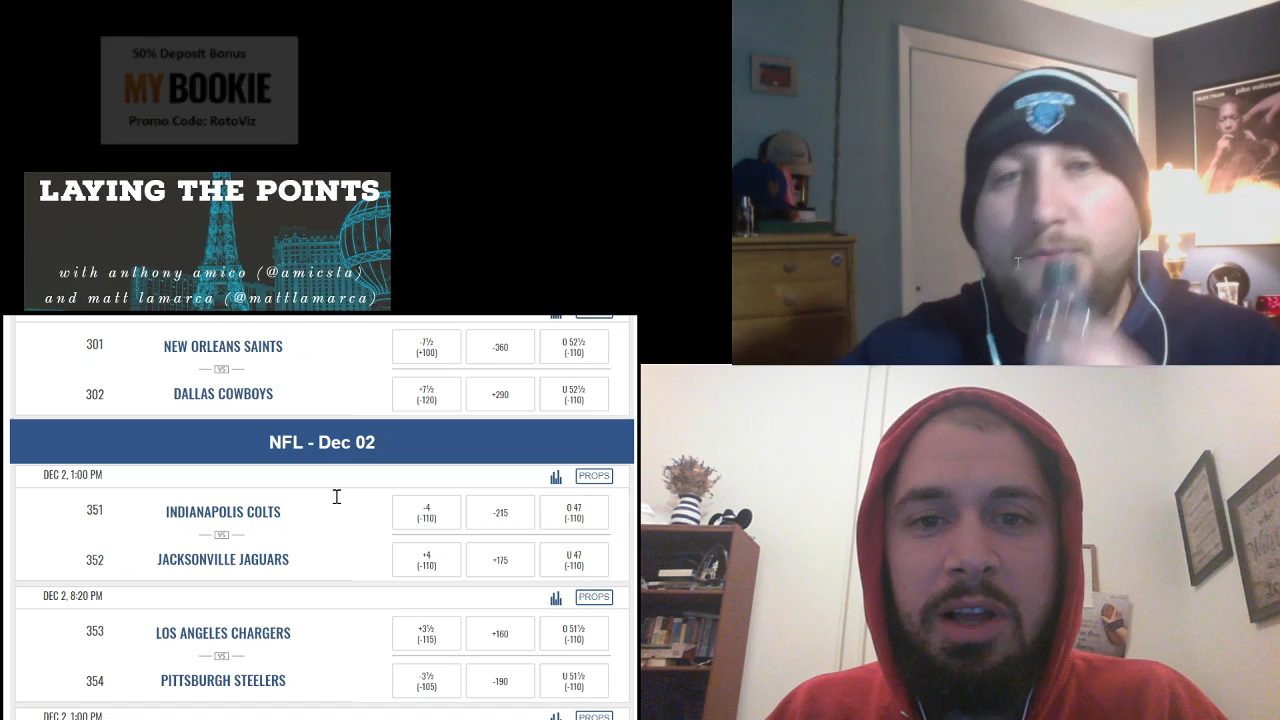 50% Deposit Bonus
MYBOOKIE
Promo Code: RotoViz
LAYING THE POINTS
with anthony amico (@amicsta)
and matt lamarca (@mattlamarca)
PROPS
301 NEW ORLEANS SAINTS -7½ (+100) -360 O 52½ (-110)
VS
302 DALLAS COWBOYS +7½ (-120) +290 U 52½ (-110)
NFL - Dec 02
DEC 2, 1:00 PM PROPS
351 INDIANAPOLIS COLTS -4 (-110) -215 O 47 (-110)
VS
352 JACKSONVILLE JAGUARS +4 (-110) +175 U 47 (-110)
DEC 2, 8:20 PM PROPS
353 LOS ANGELES CHARGERS +3½ (-115) +160 O 51½ (-110)
VS
354 PITTSBURGH STEELERS -3½ (-105) -190 U 51½ (-110)
DEC 2, 1:00 PM PROPS